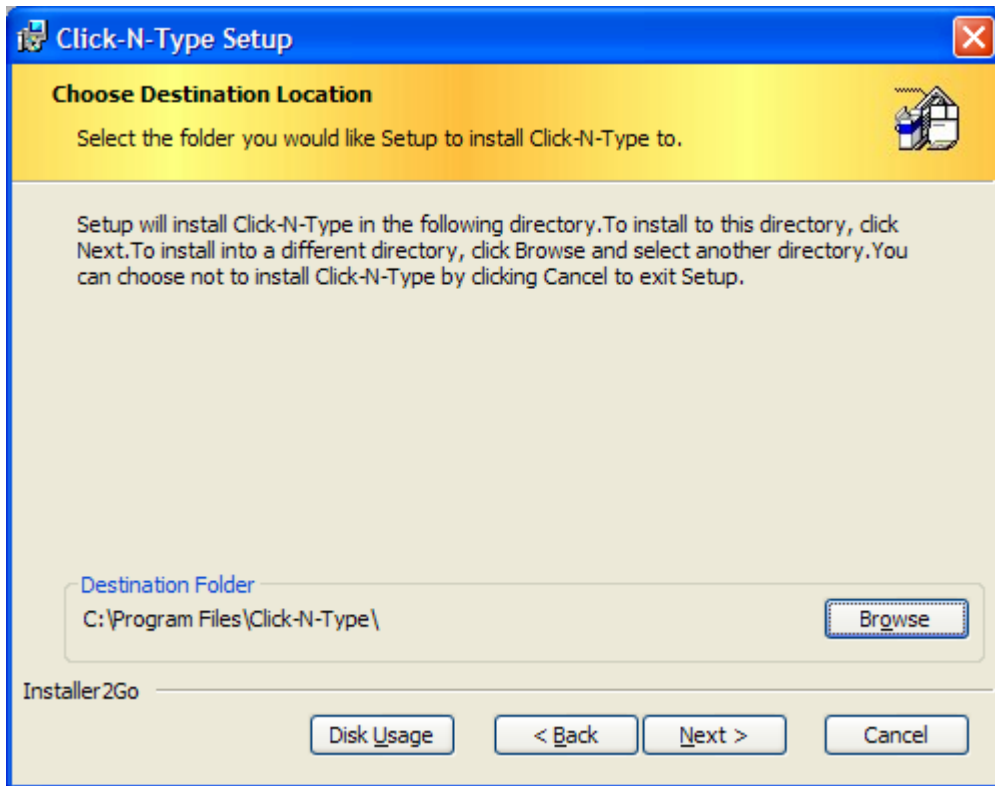 Click-N-Type Setup
Choose Destination Location
Select the folder you would like Setup to install Click-N-Type to.
Setup will install Click-N-Type in the following directory.To install to this directory, click
Next.To install into a different directory, click Browse and select another directory.You
can choose not to install Click-N-Type by clicking Cancel to exit Setup.
Destination Folder
C:\Program Files\Click-N-Type\
Browse
Installer2Go
Disk Usage
< Back
Next >
Cancel